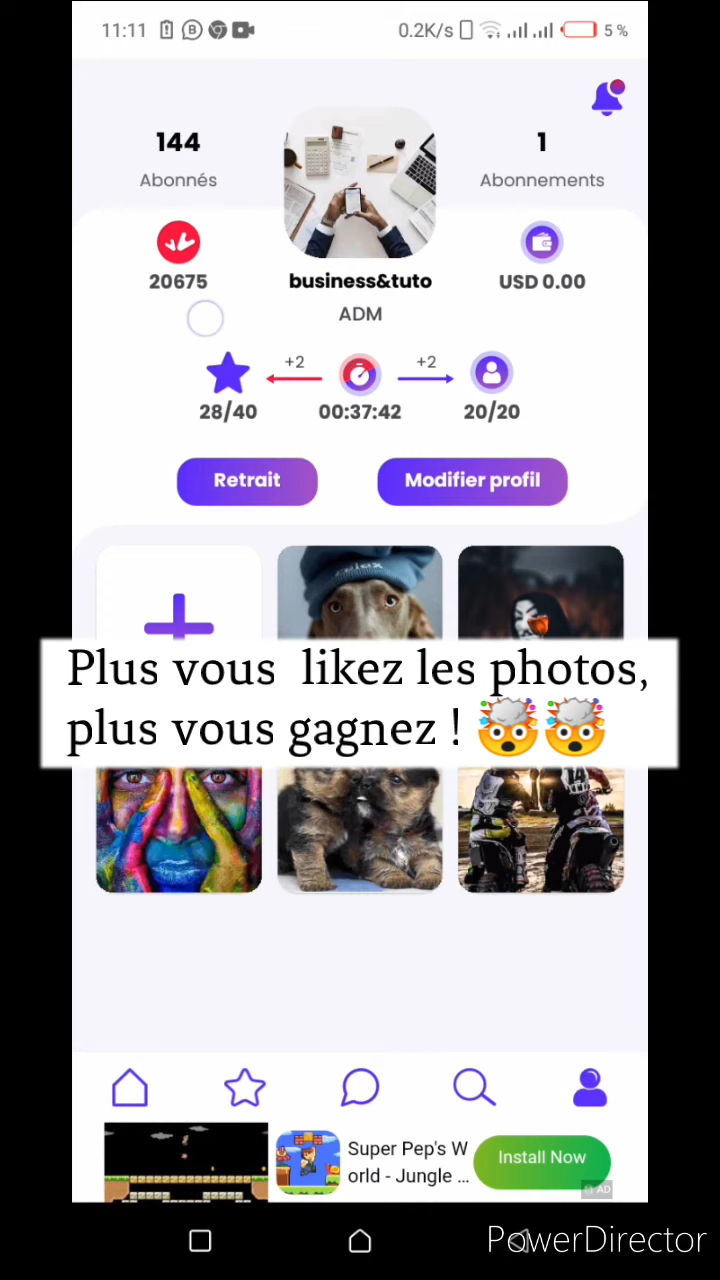 11:11 0.2K/s 5 %
144 1
Abonnés Abonnements
20675 business&tuto USD 0.00
ADM
+2 +2
28/40 00:37:42 20/20
Retrait Modifier profil
relax
Plus vous likez les photos,
plus vous gagnez ! 🤯🤯
Super Pep's W
orld - Jungle ...
Install Now
AD
PowerDirector